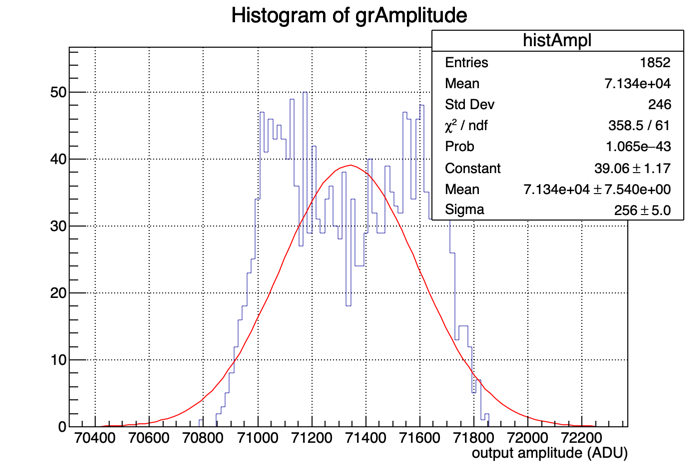 Histogram of grAmplitude
histAmpl
Entries 1852
Mean 7.134e+04
Std Dev 246
χ² / ndf 358.5 / 61
Prob 1.065e−43
Constant 39.06 ± 1.17
Mean 7.134e+04 ± 7.540e+00
Sigma 256 ± 5.0
50
40
30
20
10
0
70400 70600 70800 71000 71200 71400 71600 71800 72000 72200
output amplitude (ADU)